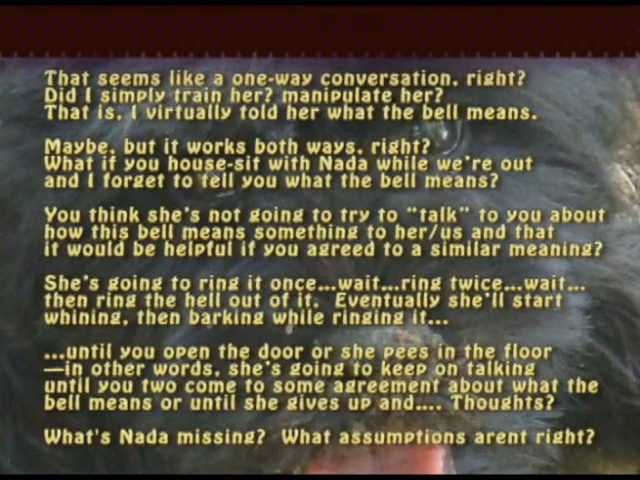 That seems like a one-way conversation, right?
Did I simply train her? manipulate her?
That is, I virtually told her what the bell means.
Maybe, but it works both ways, right?
What if you house-sit with Nada while we're out
and I forget to tell you what the bell means?
You think she's not going to try to "talk" to you about
how this bell means something to her/us and that
it would be helpful if you agreed to a similar meaning?
She's going to ring it once...wait...ring twice...wait...
then ring the hell out of it. Eventually she'll start
whining, then barking while ringing it...
...until you open the door or she pees in the floor
—in other words, she's going to keep on talking
until you two come to some agreement about what the
bell means or until she gives up and.... Thoughts?
What's Nada missing? What assumptions arent right?